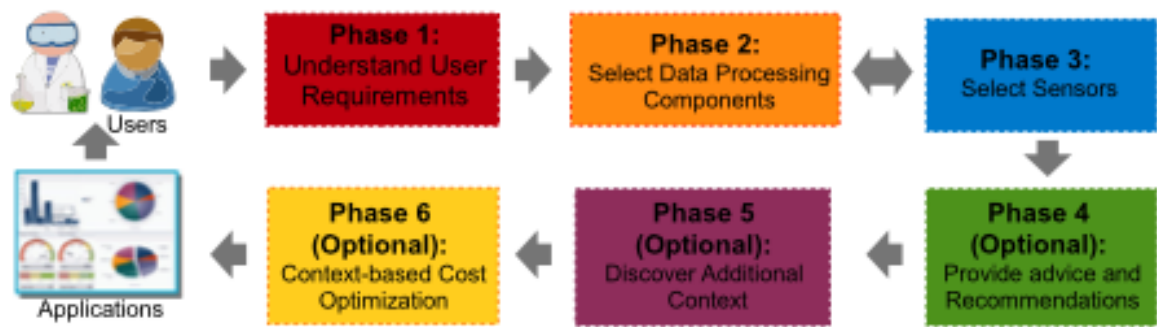 Users
Phase 1:
Understand User
Requirements
Phase 2:
Select Data Processing
Components
Phase 3:
Select Sensors
Phase 4
(Optional):
Provide advice and
Recommendations
Phase 5
(Optional):
Discover Additional
Context
Phase 6
(Optional):
Context-based Cost
Optimization
Applications